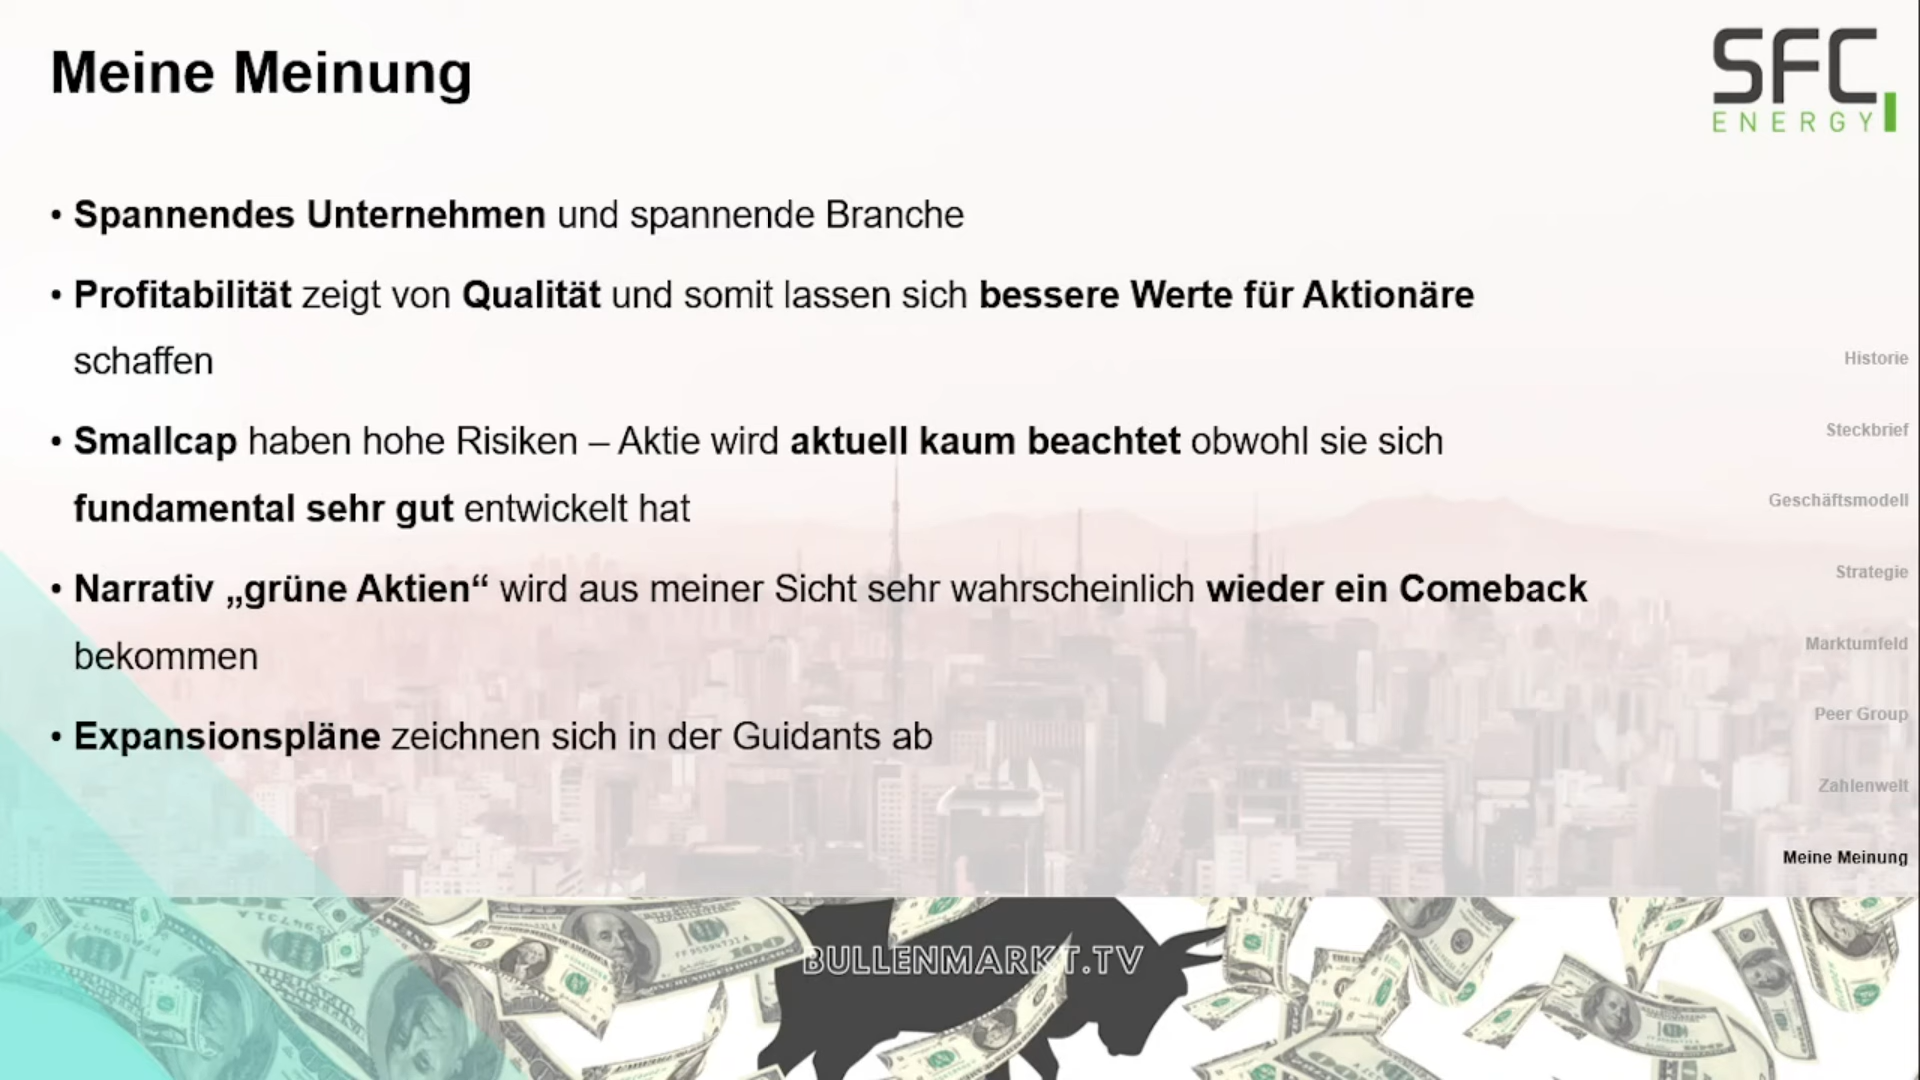 Meine Meinung
SFC
ENERGY
• Spannendes Unternehmen und spannende Branche
• Profitabilität zeigt von Qualität und somit lassen sich bessere Werte für Aktionäre
schaffen
• Smallcap haben hohe Risiken – Aktie wird aktuell kaum beachtet obwohl sie sich
fundamental sehr gut entwickelt hat
• Narrativ „grüne Aktien“ wird aus meiner Sicht sehr wahrscheinlich wieder ein Comeback
bekommen
• Expansionspläne zeichnen sich in der Guidants ab
Historie
Steckbrief
Geschäftsmodell
Strategie
Marktumfeld
Peer Group
Zahlenwelt
Meine Meinung
BULLENMARKT.TV